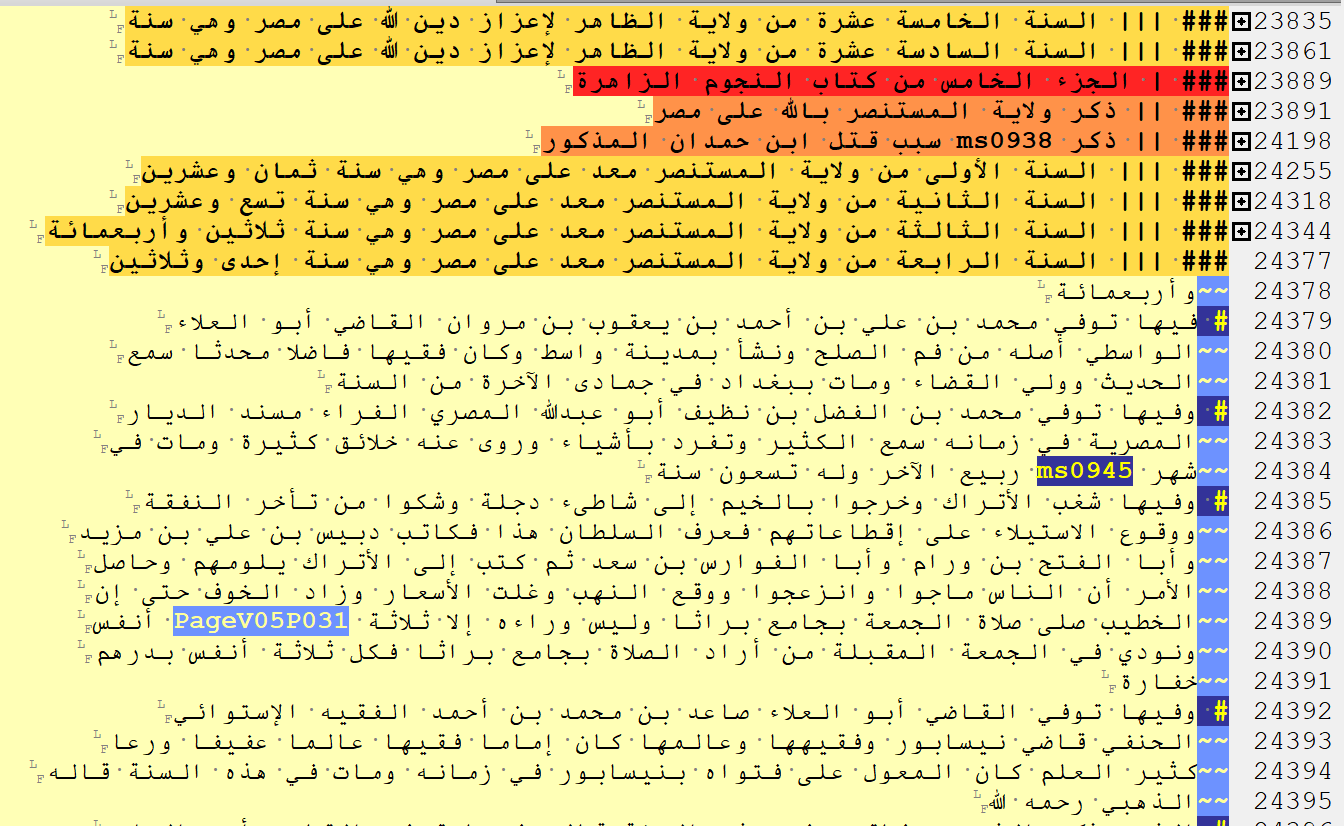 ### ||| السنة الخامسة عشرة من ولاية الظاهر لإعزاز دين الله على مصر وهي سنة 23835
### ||| السنة السادسة عشرة من ولاية الظاهر لإعزاز دين الله على مصر وهي سنة 23861
### | الجزء الخامس من كتاب النجوم الزاهرة 23889
### || ذكر ولاية المستنصر بالله على مصر 23891
### || ذكر ms0938 سبب قتل ابن حمدان المذكور 24198
### ||| السنة الأولى من ولاية المستنصر معد على مصر وهي سنة ثمان وعشرين 24255
### ||| السنة الثانية من ولاية المستنصر معد على مصر وهي سنة تسع وعشرين 24318
### ||| السنة الثالثة من ولاية المستنصر معد على مصر وهي سنة ثلاثين وأربعمائة 24344
### ||| السنة الرابعة من ولاية المستنصر معد على مصر وهي سنة إحدى وثلاثين 24377
~~وأربعمائة 24378
# فيها توفي محمد بن علي بن أحمد بن يعقوب بن مروان القاضي أبو العلاء 24379
~~الواسطي أصله من فم الصلح ونشأ بمدينة واسط وكان فقيها فاضلا محدثا سمع 24380
~~الحديث وولي القضاء ومات ببغداد في جمادى الآخرة من السنة 24381
# وفيها توفي محمد بن الفضل بن نظيف أبو عبدالله المصري الفراء مسند الديار 24382
~~المصرية في زمانه سمع الكثير وتفرد بأشياء وروى عنه خلائق كثيرة ومات في 24383
~~شهر ms0945 ربيع الآخر وله تسعون سنة 24384
# وفيها شغب الأتراك وخرجوا بالخيم إلى شاطىء دجلة وشكوا من تأخر النفقة 24385
~~ووقوع الاستيلاء على إقطاعاتهم فعرف السلطان هذا فكاتب دبيس بن علي بن مزيد 24386
~~وأبا الفتح بن ورام وأبا الفوارس بن سعد ثم كتب إلى الأتراك يلومهم وحاصل 24387
~~الأمر أن الناس ماجوا وانزعجوا ووقع النهب وغلت الأسعار وزاد الخوف حتى إن 24388
~~الخطيب صلى صلاة الجمعة بجامع براثا وليس وراءه إلا ثلاثة PageV05P031 أنفس 24389
~~ونودي في الجمعة المقبلة من أراد الصلاة بجامع براثا فكل ثلاثة أنفس بدرهم 24390
~~خفارة 24391
# وفيها توفي القاضي أبو العلاء صاعد بن محمد بن أحمد الفقيه الإستوائي 24392
~~الحنفي قاضي نيسابور وفقيهها وعالمها كان إماما فقيها عالما عفيفا ورعا 24393
~~كثير العلم كان المعول على فتواه بنيسابور في زمانه ومات في هذه السنة قاله 24394
~~الذهبي رحمه الله 24395